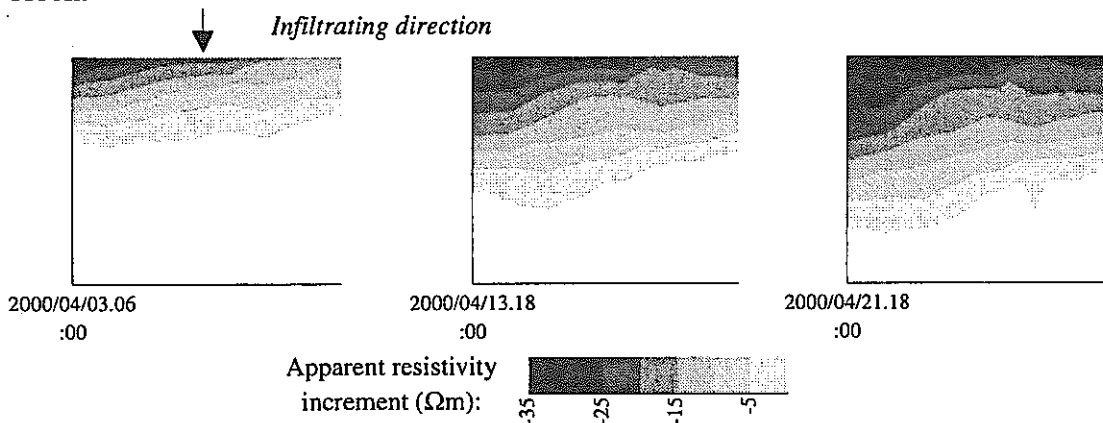 Infiltrating direction
2000/04/03.06
:00
2000/04/13.18
:00
2000/04/21.18
:00
Apparent resistivity
increment (Ωm):
-35 -25 -15 -5